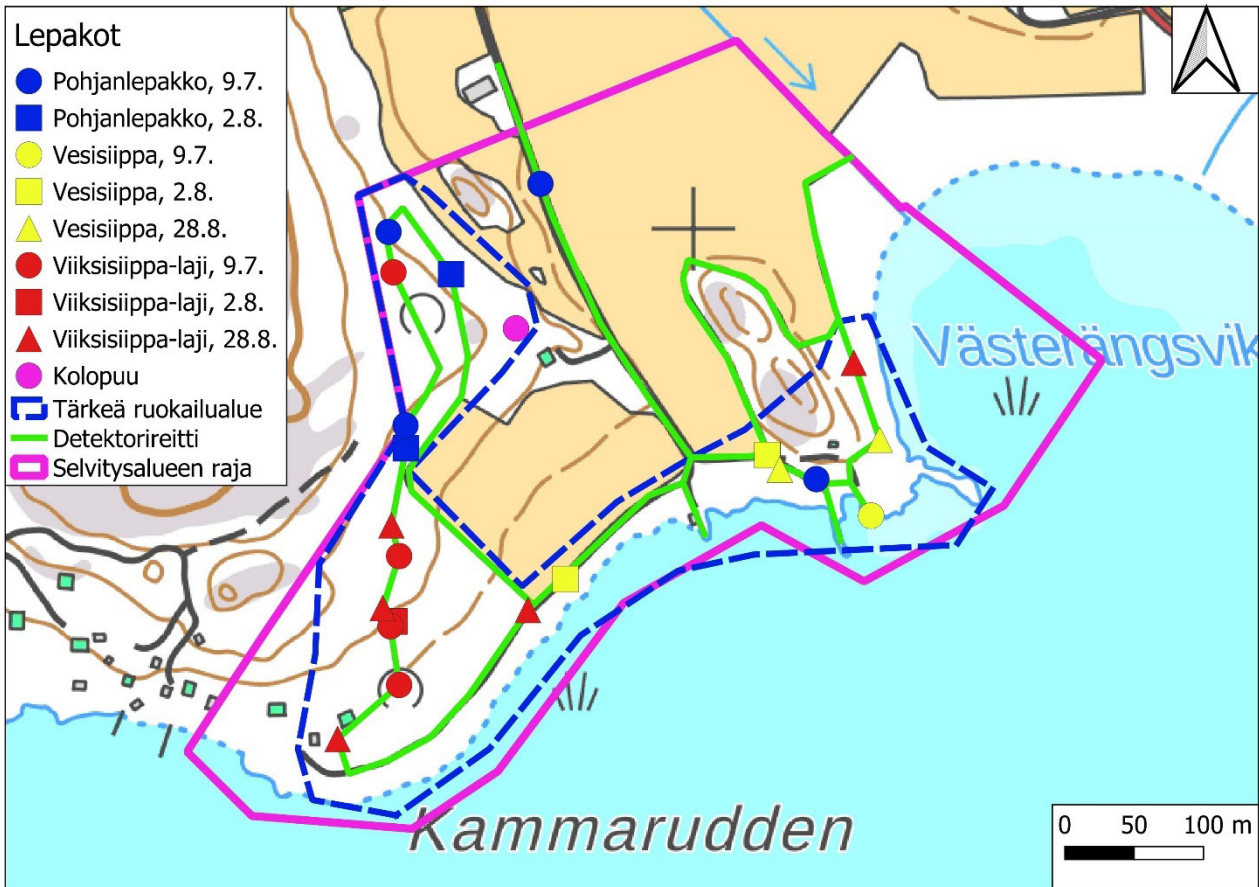 Lepakot
Pohjanlepakko, 9.7.
Pohjanlepakko, 2.8.
Vesisiippa, 9.7.
Vesisiippa, 2.8.
Vesisiippa, 28.8.
Viiksisiippa-laji, 9.7.
Viiksisiippa-laji, 2.8.
Viiksisiippa-laji, 28.8.
Kolopuu
Tärkeä ruokailualue
Detektorireitti
Selvitysalueen raja
Västerängsvik
Kammarudden
0 50 100 m